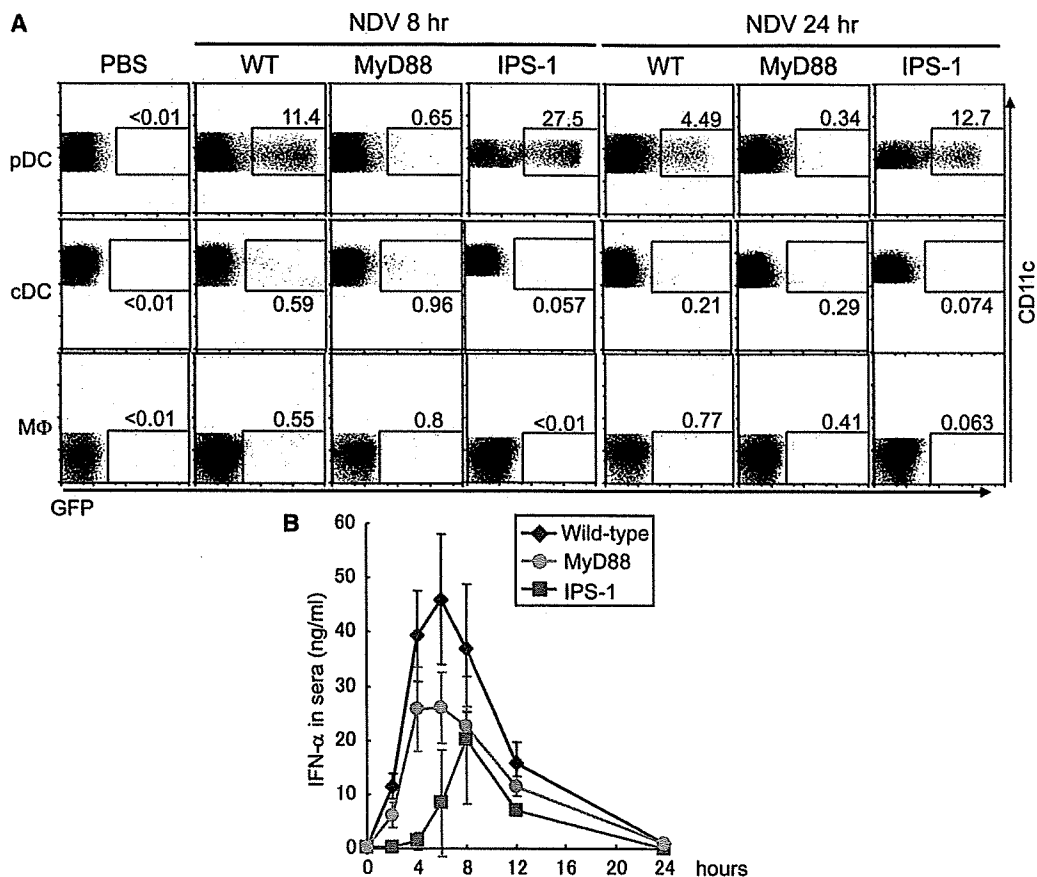 A
NDV 8 hr NDV 24 hr
PBS WT MyD88 IPS-1 WT MyD88 IPS-1
pDC <0.01 11.4 0.65 27.5 4.49 0.34 12.7
cDC <0.01 0.59 0.96 0.057 0.21 0.29 0.074
MΦ <0.01 0.55 0.8 <0.01 0.77 0.41 0.063
CD11c
GFP
B
Wild-type
MyD88
IPS-1
IFN-α in sera (ng/ml)
60
50
40
30
20
10
0
0 4 8 12 16 20 24 hours